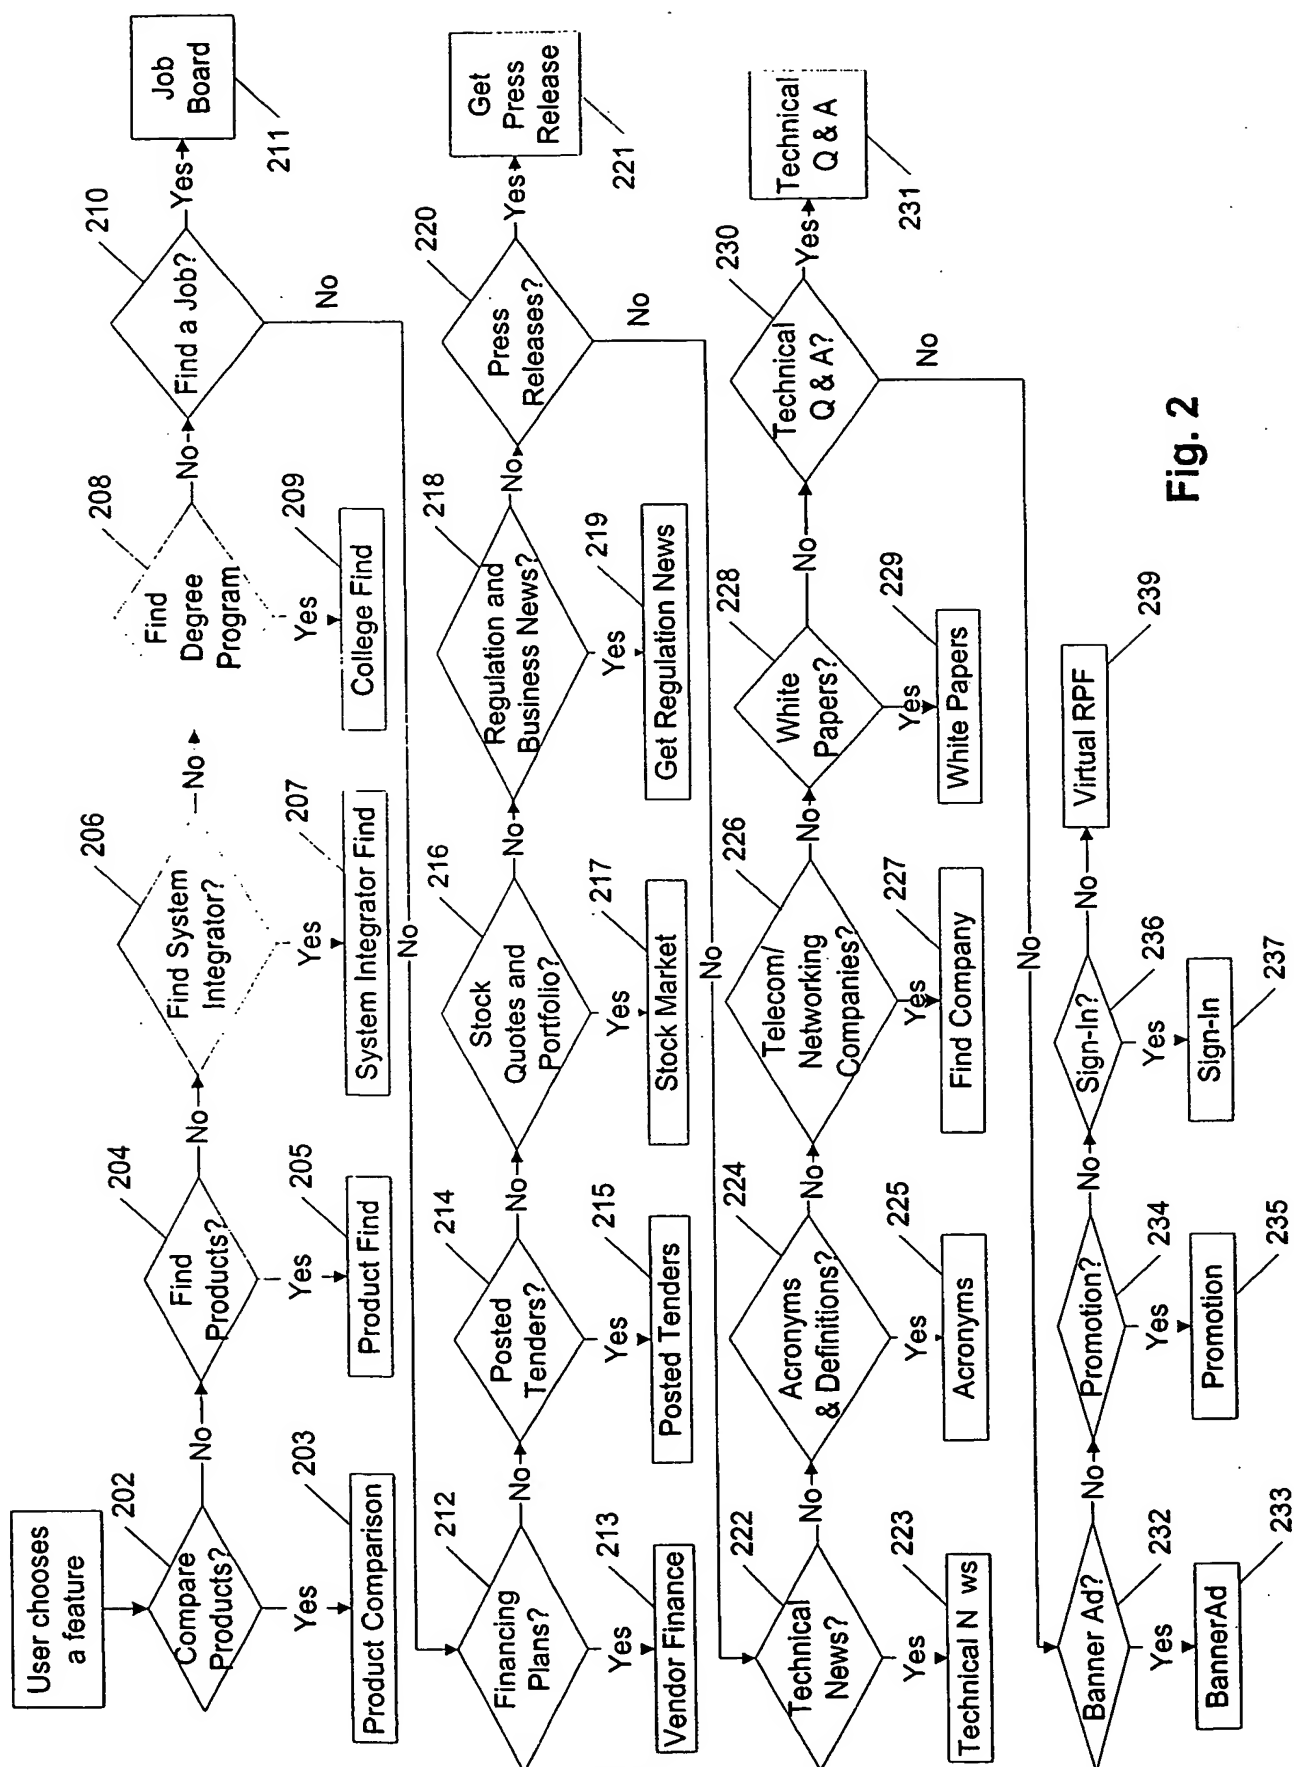 User chooses
a feature
202
Compare
Products?
Yes
203
Product Comparison
No
204
Find
Products?
Yes
205
Product Find
No
206
Find System
Integrator?
Yes
207
System Integrator Find
No
208
Find
Degree
Program
Yes
209
College Find
No
210
Find a Job?
Yes
Job
Board
211
No
No
212
Financing
Plans?
Yes
213
Vendor Finance
No
214
Posted
Tenders?
Yes
215
Posted Tenders
No
216
Stock
Quotes and
Portfolio?
Yes
217
Stock Market
No
218
Regulation and
Business News?
Yes
219
Get Regulation News
No
220
Press
Releases?
Yes
Get
Press
Release
221
No
No
222
Technical
News?
Yes
223
Technical N ws
No
224
Acronyms
& Definitions?
Yes
225
Acronyms
No
226
Telecom/
Networking
Companies?
Yes
227
Find Company
No
228
White
Papers?
Yes
229
White Papers
No
230
Technical
Q & A?
Yes
Technical
Q & A
231
No
No
Banner Ad?
232
Yes
BannerAd
233
No
Promotion?
234
Yes
Promotion
235
No
Sign-In?
236
Yes
Sign-In
237
No
Virtual RPF
239
Fig. 2